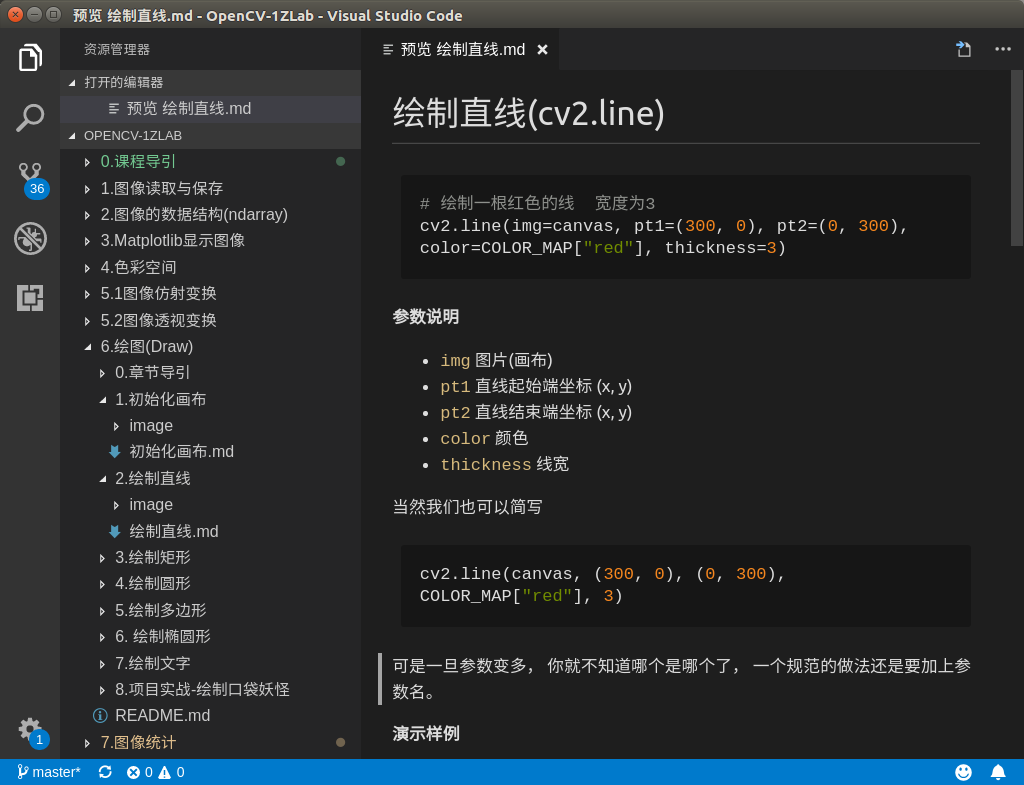 预览 绘制直线.md - OpenCV-1ZLab - Visual Studio Code
资源管理器
打开的编辑器
预览 绘制直线.md
OPENCV-1ZLAB
0.课程导引
1.图像读取与保存
2.图像的数据结构(ndarray)
3.Matplotlib显示图像
4.色彩空间
5.1图像仿射变换
5.2图像透视变换
6.绘图(Draw)
0.章节导引
1.初始化画布
image
初始化画布.md
2.绘制直线
image
绘制直线.md
3.绘制矩形
4.绘制圆形
5.绘制多边形
6. 绘制椭圆形
7.绘制文字
8.项目实战-绘制口袋妖怪
README.md
7.图像统计
36
1
预览 绘制直线.md
绘制直线(cv2.line)
# 绘制一根红色的线  宽度为3
cv2.line(img=canvas, pt1=(300, 0), pt2=(0, 300),
color=COLOR_MAP["red"], thickness=3)
参数说明
img 图片(画布)
pt1 直线起始端坐标 (x, y)
pt2 直线结束端坐标 (x, y)
color 颜色
thickness 线宽
当然我们也可以简写
cv2.line(canvas, (300, 0), (0, 300),
COLOR_MAP["red"], 3)
可是一旦参数变多， 你就不知道哪个是哪个了， 一个规范的做法还是要加上参
数名。
演示样例
master* 0 0